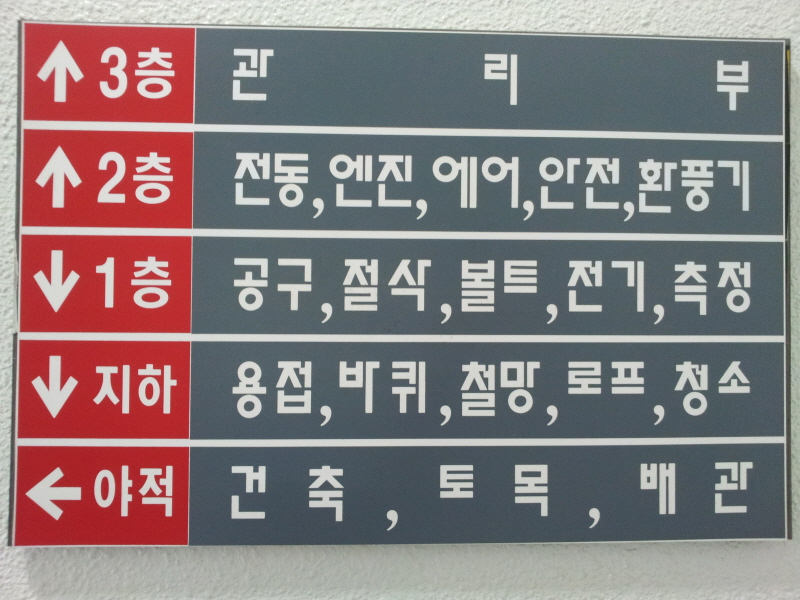 ↑ 3층 관 리 부
↑ 2층 전동, 엔진, 에어, 안전, 환풍기
↓ 1층 공구, 절삭, 볼트, 전기, 측정
↓ 지하 용접, 바퀴, 철망, 로프, 청소
← 야적 건 축 , 토 목 , 배 관